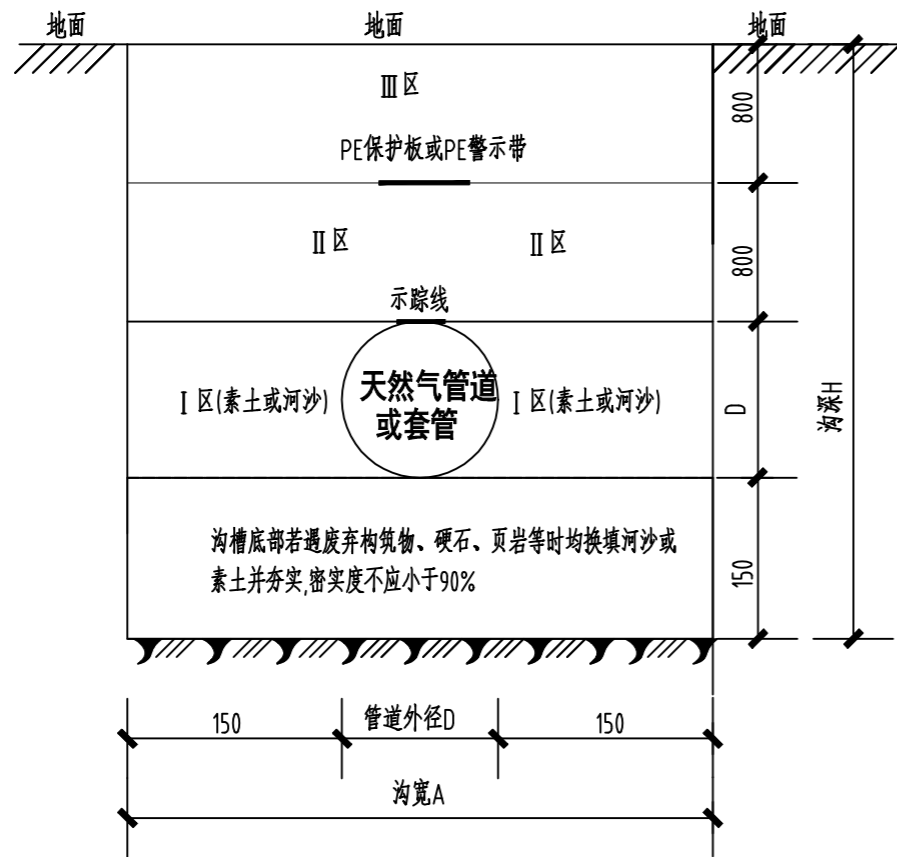 地面 地面 地面
Ⅲ区
800
PE保护板或PE警示带
Ⅱ区 Ⅱ区
800
示踪线
天然气管道
或套管
Ⅰ区(素土或河沙) Ⅰ区(素土或河沙)
D
沟深H
沟槽底部若遇废弃构筑物、硬石、页岩等时均换填河沙或
素土并夯实,密实度不应小于90%
150
150 管道外径D 150
沟宽A